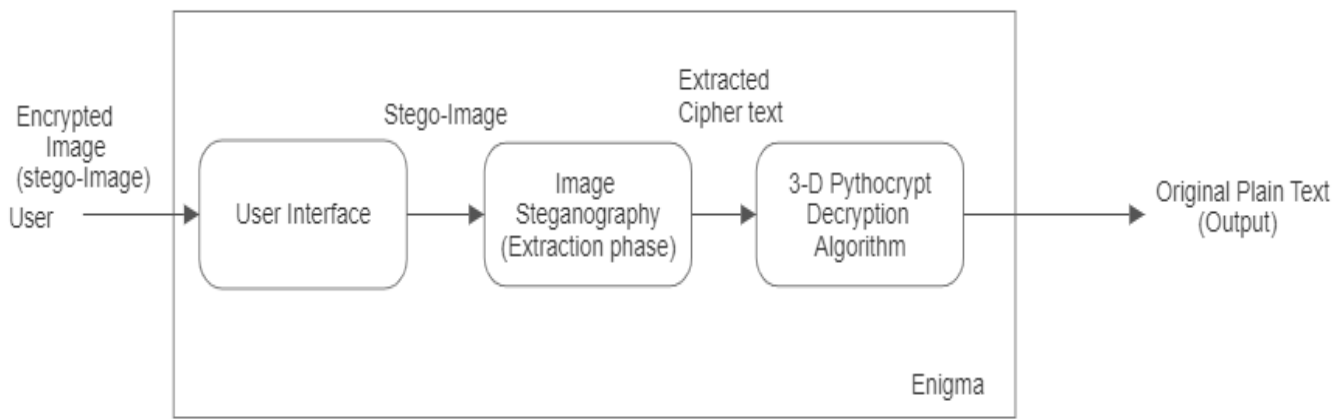 Encrypted
Image
(stego-Image)
User
User Interface
Stego-Image
Image
Steganography
(Extraction phase)
Extracted
Cipher text
3-D Pythocrypt
Decryption
Algorithm
Original Plain Text
(Output)
Enigma